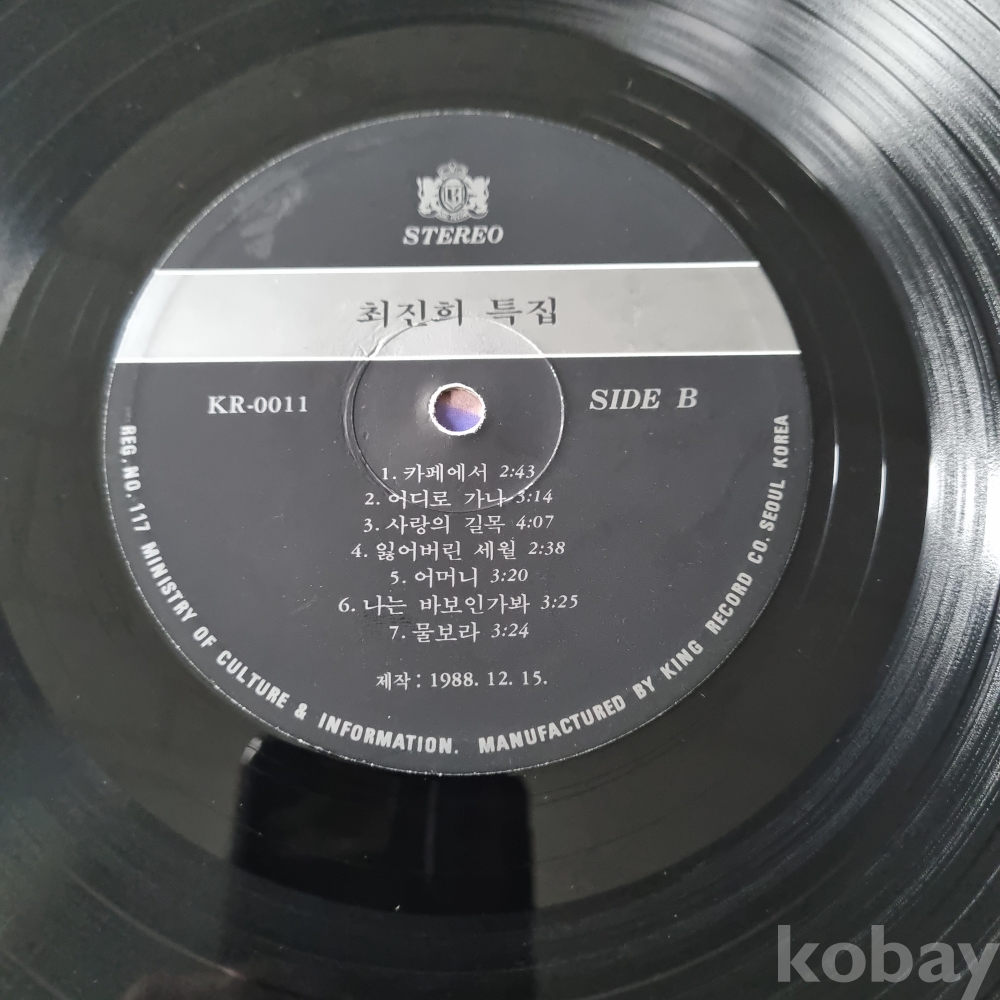 STEREO
최진희 특집
KR-0011
SIDE B
1. 카페에서 2:43
2. 어디로 가나 3:14
3. 사랑의 길목 4:07
4. 잃어버린 세월 2:38
5. 어머니 3:20
6. 나는 바보인가봐 3:25
7. 물보라 3:24
제작 : 1988. 12. 15.
REG. NO. 117 MINISTRY OF CULTURE & INFORMATION. MANUFACTURED BY KING RECORD CO. SEOUL KOREA
kobay